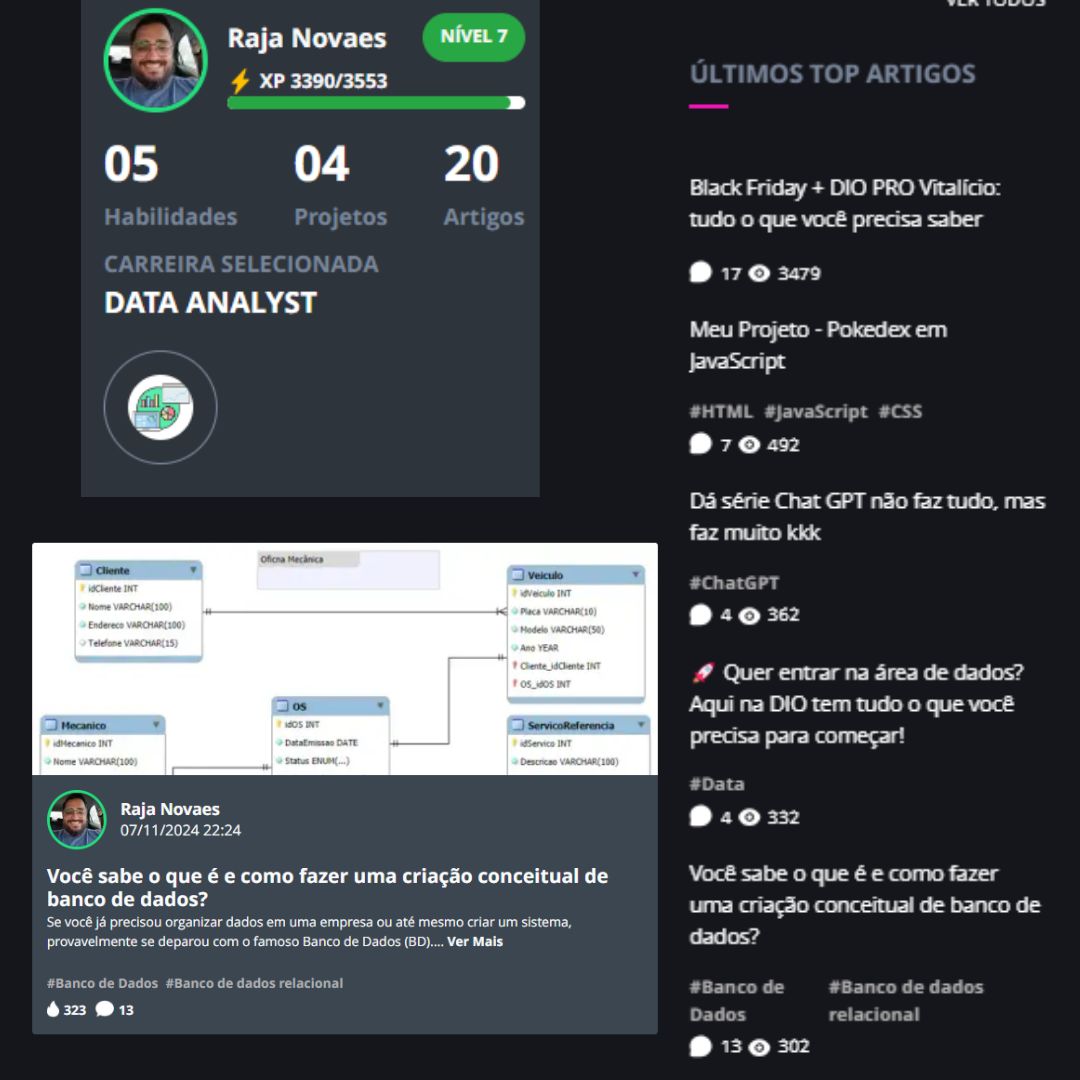 Raja Novaes
NÍVEL 7
XP 3390/3553
05
04
20
Habilidades
Projetos
Artigos
CARREIRA SELECIONADA
DATA ANALYST
Cliente
idCliente INT
Nome VARCHAR(100)
Endereco VARCHAR(100)
Telefone VARCHAR(15)
Oficna Mecânica
Veiculo
idVeiculo INT
Placa VARCHAR(10)
Modelo VARCHAR(50)
Ano YEAR
Cliente_idCliente INT
OS_idOS INT
Mecanico
idMecanico INT
Nome VARCHAR(100)
OS
idOS INT
DataEmissao DATE
Status ENUM(...)
ServicoReferencia
idServico INT
Descricao VARCHAR(100)
Raja Novaes
07/11/2024 22:24
Você sabe o que é e como fazer uma criação conceitual de
banco de dados?
Se você já precisou organizar dados em uma empresa ou até mesmo criar um sistema,
provavelmente se deparou com o famoso Banco de Dados (BD).... Ver Mais
#Banco de Dados #Banco de dados relacional
323 13
VER TODOS
ÚLTIMOS TOP ARTIGOS
Black Friday + DIO PRO Vitalício:
tudo o que você precisa saber
17 3479
Meu Projeto - Pokedex em
JavaScript
#HTML #JavaScript #CSS
7 492
Dá série Chat GPT não faz tudo, mas
faz muito kkk
#ChatGPT
4 362
🚀 Quer entrar na área de dados?
Aqui na DIO tem tudo o que você
precisa para começar!
#Data
4 332
Você sabe o que é e como fazer
uma criação conceitual de banco de
dados?
#Banco de
Dados
#Banco de dados
relacional
13 302